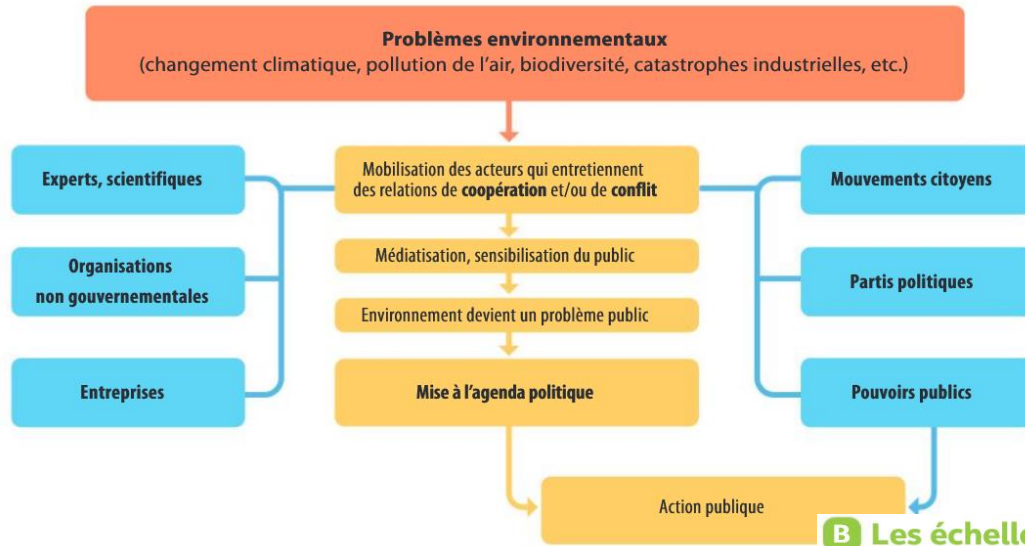 Problèmes environnementaux
(changement climatique, pollution de l'air, biodiversité, catastrophes industrielles, etc.)
Experts, scientifiques
Organisations
non gouvernementales
Entreprises
Mobilisation des acteurs qui entretiennent
des relations de coopération et/ou de conflit
Médiatisation, sensibilisation du public
Environnement devient un problème public
Mise à l'agenda politique
Mouvements citoyens
Partis politiques
Pouvoirs publics
Action publique
B Les échelle